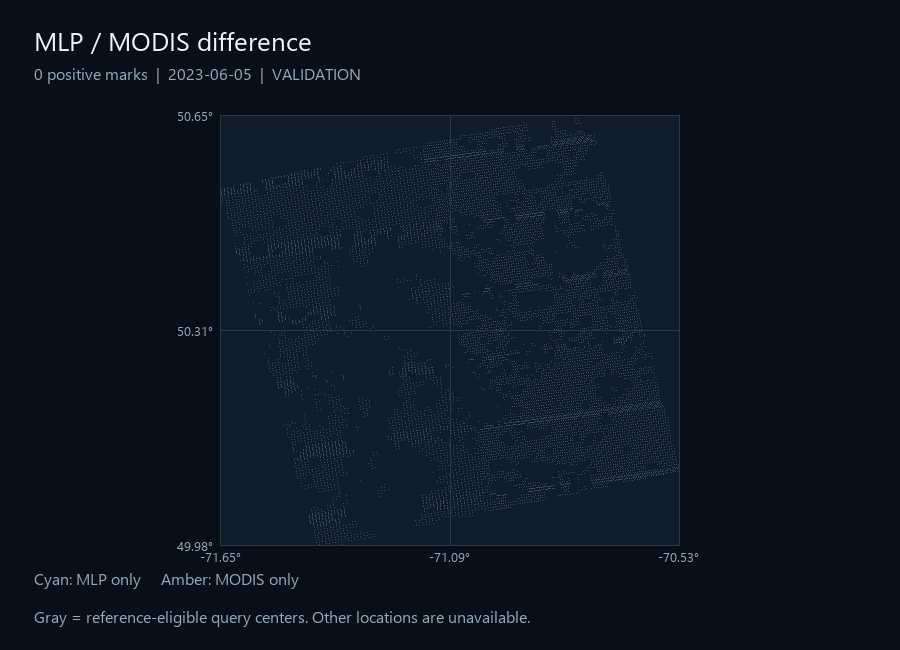 MLP / MODIS difference
0 positive marks | 2023-06-05 | VALIDATION
50.65°
50.31°
49.98°
-71.65°
-71.09°
-70.53°
Cyan: MLP only Amber: MODIS only
Gray = reference-eligible query centers. Other locations are unavailable.